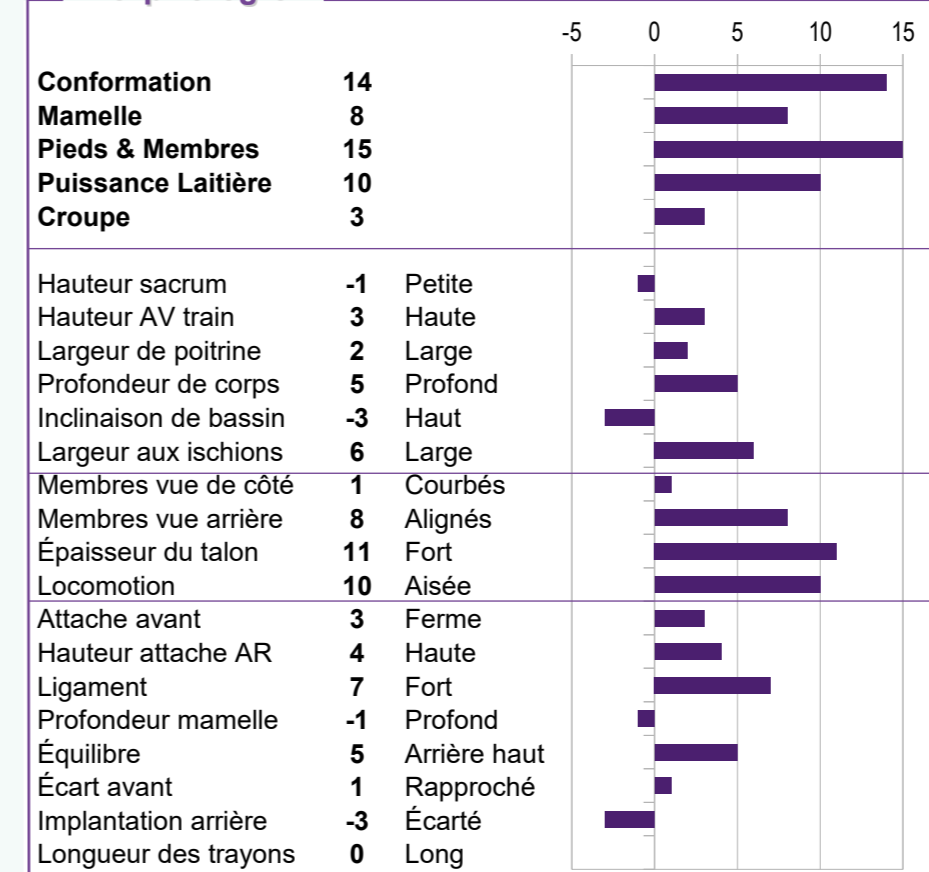 -5 0 5 10 15
Conformation 14
Mamelle 8
Pieds & Membres 15
Puissance Laitière 10
Croupe 3
Hauteur sacrum -1 Petite
Hauteur AV train 3 Haute
Largeur de poitrine 2 Large
Profondeur de corps 5 Profond
Inclinaison de bassin -3 Haut
Largeur aux ischions 6 Large
Membres vue de côté 1 Courbés
Membres vue arrière 8 Alignés
Épaisseur du talon 11 Fort
Locomotion 10 Aisée
Attache avant 3 Ferme
Hauteur attache AR 4 Haute
Ligament 7 Fort
Profondeur mamelle -1 Profond
Équilibre 5 Arrière haut
Écart avant 1 Rapproché
Implantation arrière -3 Écarté
Longueur des trayons 0 Long